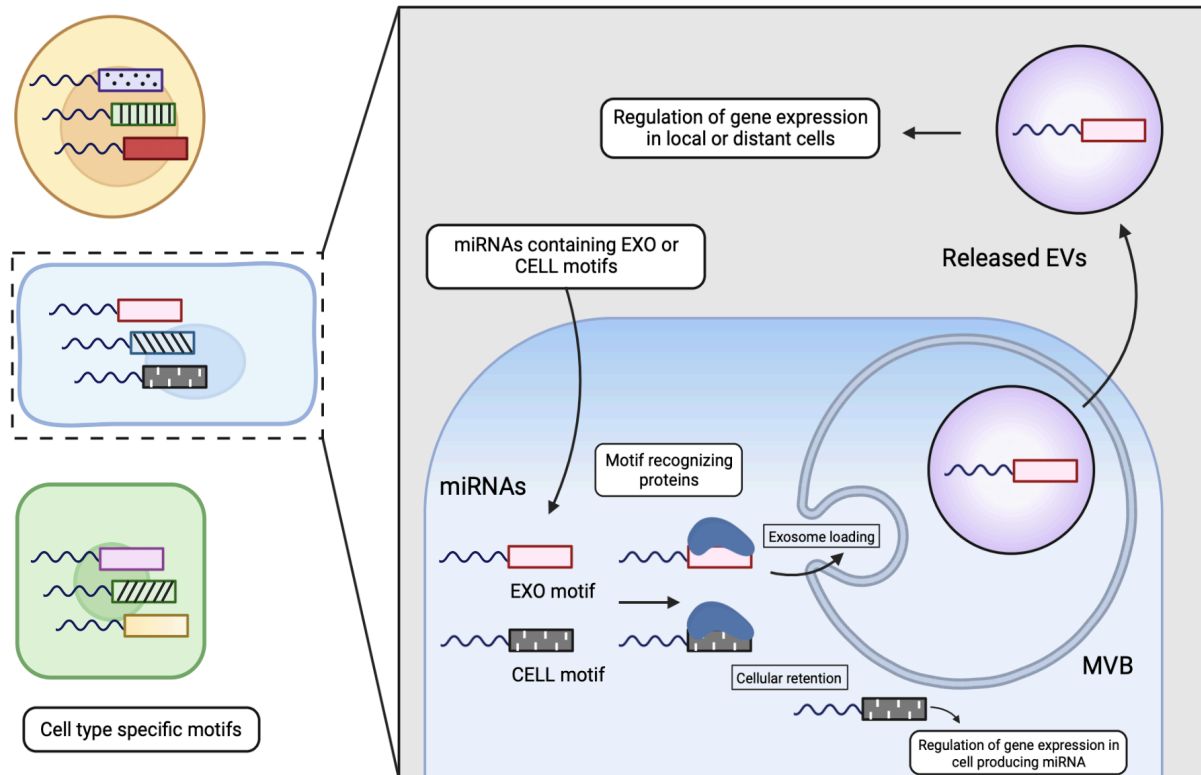 Regulation of gene expression
in local or distant cells
miRNAs containing EXO or
CELL motifs
Released EVs
Motif recognizing
proteins
miRNAs
Exosome loading
EXO motif
CELL motif
MVB
Cellular retention
Cell type specific motifs
Regulation of gene expression in
cell producing miRNA